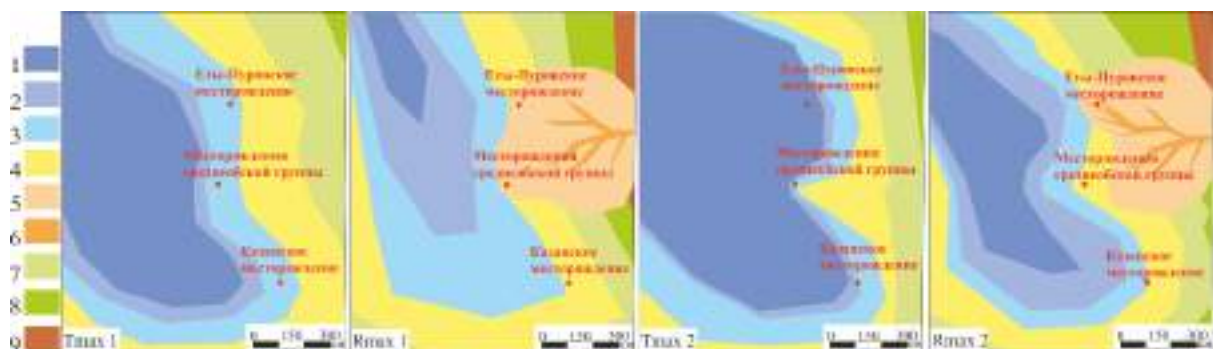 1
2
3
4
5
6
7
8
9
Еты-Пуровское
месторождение
Месторождения
среднеобской группы
Казанское
месторождение
Tmax 1
0 150 300
Еты-Пуровское
месторождение
Месторождения
среднеобской группы
Казанское
месторождение
Rmax 1
0 150 300
Еты-Пуровское
месторождение
Месторождения
среднеобской группы
Казанское
месторождение
Tmax 2
0 150 300
Еты-Пуровское
месторождение
Месторождения
среднеобской группы
Казанское
месторождение
Rmax 2
0 150 300